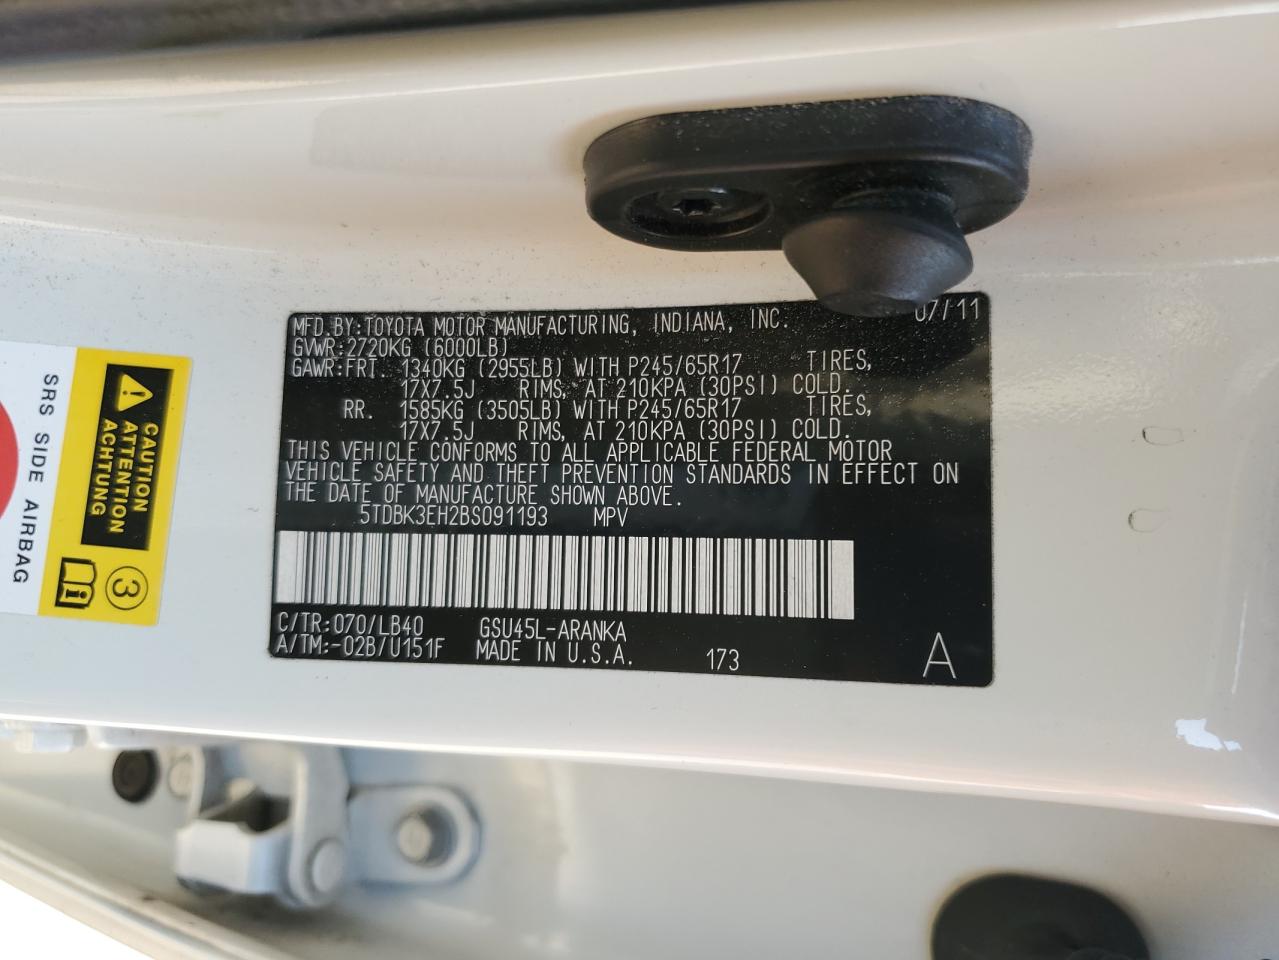 07/11
MFD.BY:TOYOTA MOTOR MANUFACTURING, INDIANA, INC.
GVWR:2720KG (6000LB)
GAWR:FRT. 1340KG (2955LB) WITH P245/65R17 TIRES,
17X7.5J RIMS, AT 210KPA (30PSI) COLD.
RR. 1585KG (3505LB) WITH P245/65R17 TIRES,
17X7.5J RIMS, AT 210KPA (30PSI) COLD.
THIS VEHICLE CONFORMS TO ALL APPLICABLE FEDERAL MOTOR
VEHICLE SAFETY AND THEFT PREVENTION STANDARDS IN EFFECT ON
THE DATE OF MANUFACTURE SHOWN ABOVE.
5TDBK3EH2BS091193 MPV
C/TR:070/LB40 GSU45L-ARANKA
A/TM:-02B/U151F MADE IN U.S.A. 173 A
CAUTION
ATTENTION
ACHTUNG
3
SRS SIDE AIRBAG